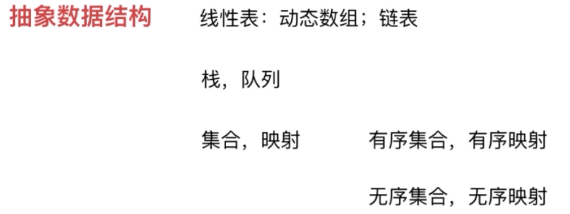 抽象数据结构 线性表：动态数组；链表
栈，队列
集合，映射 有序集合，有序映射
无序集合，无序映射